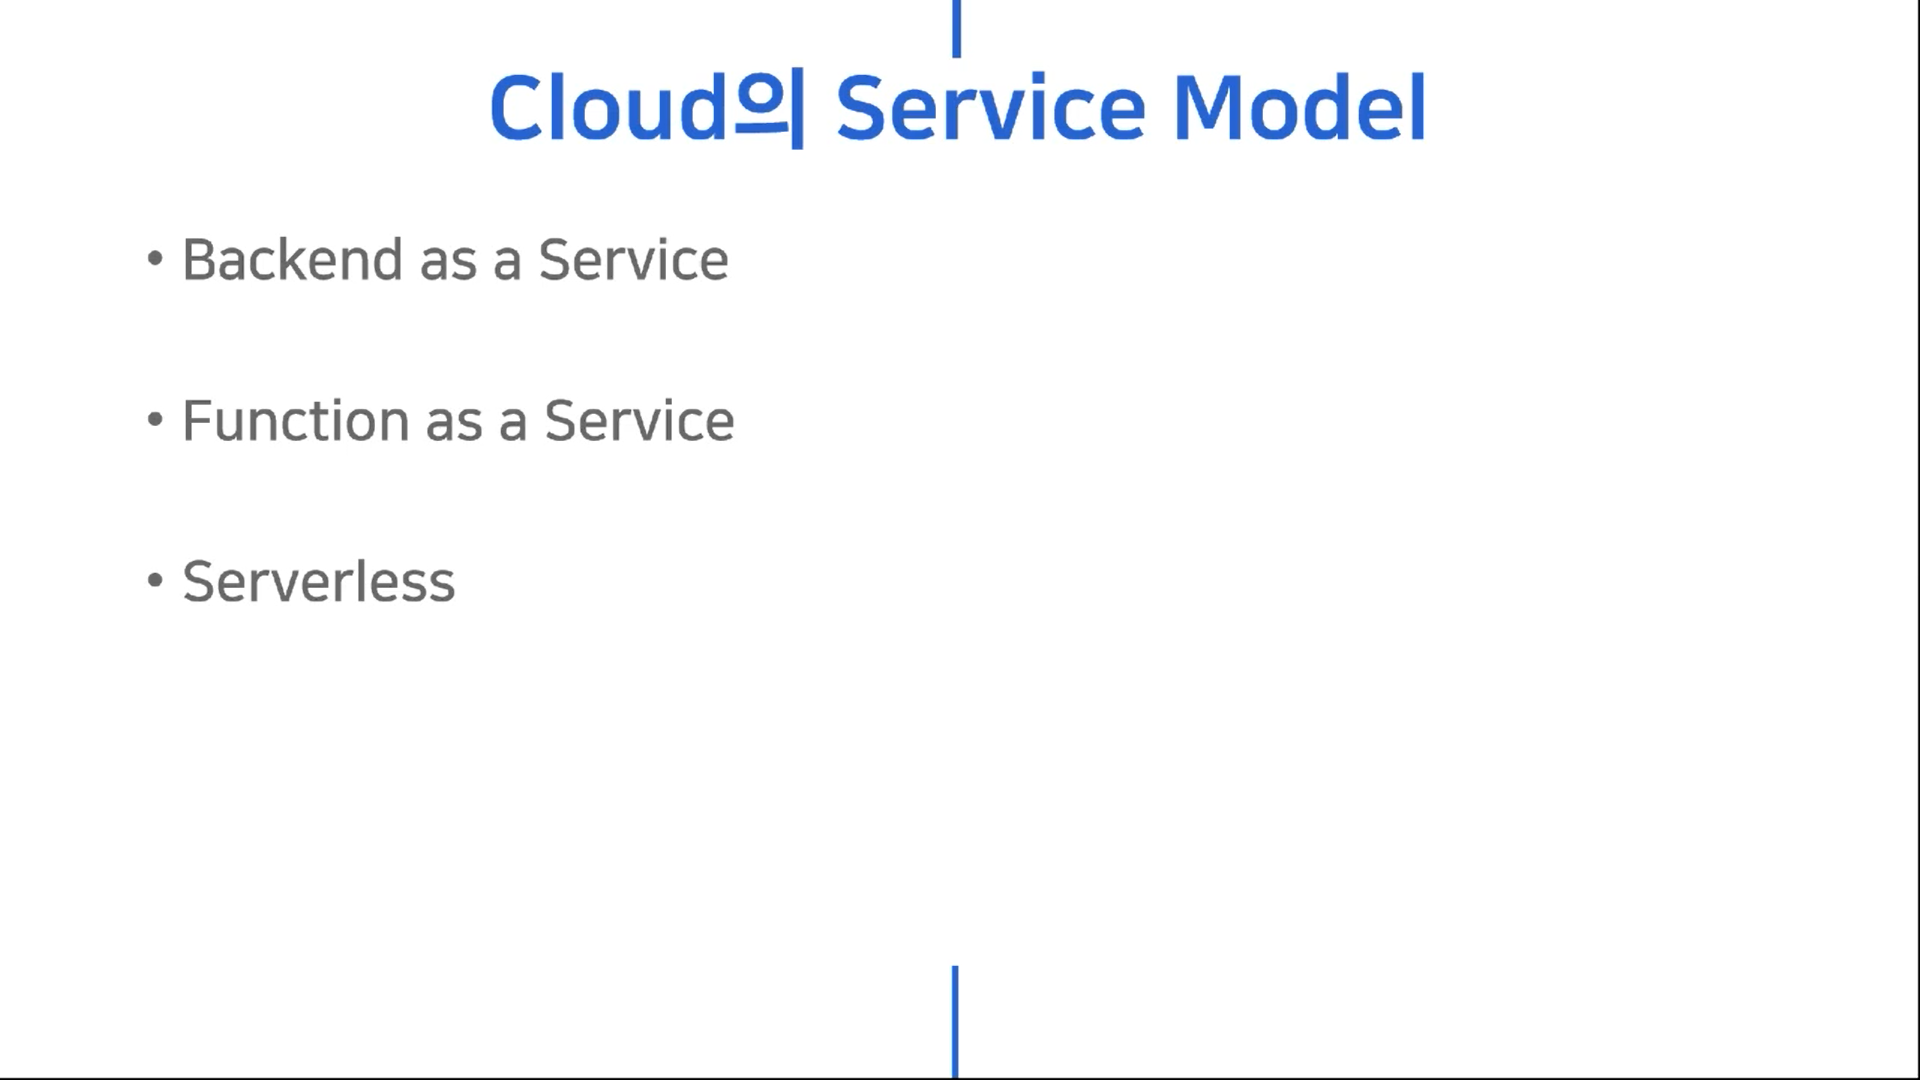 Cloud의 Service Model
• Backend as a Service
• Function as a Service
• Serverless